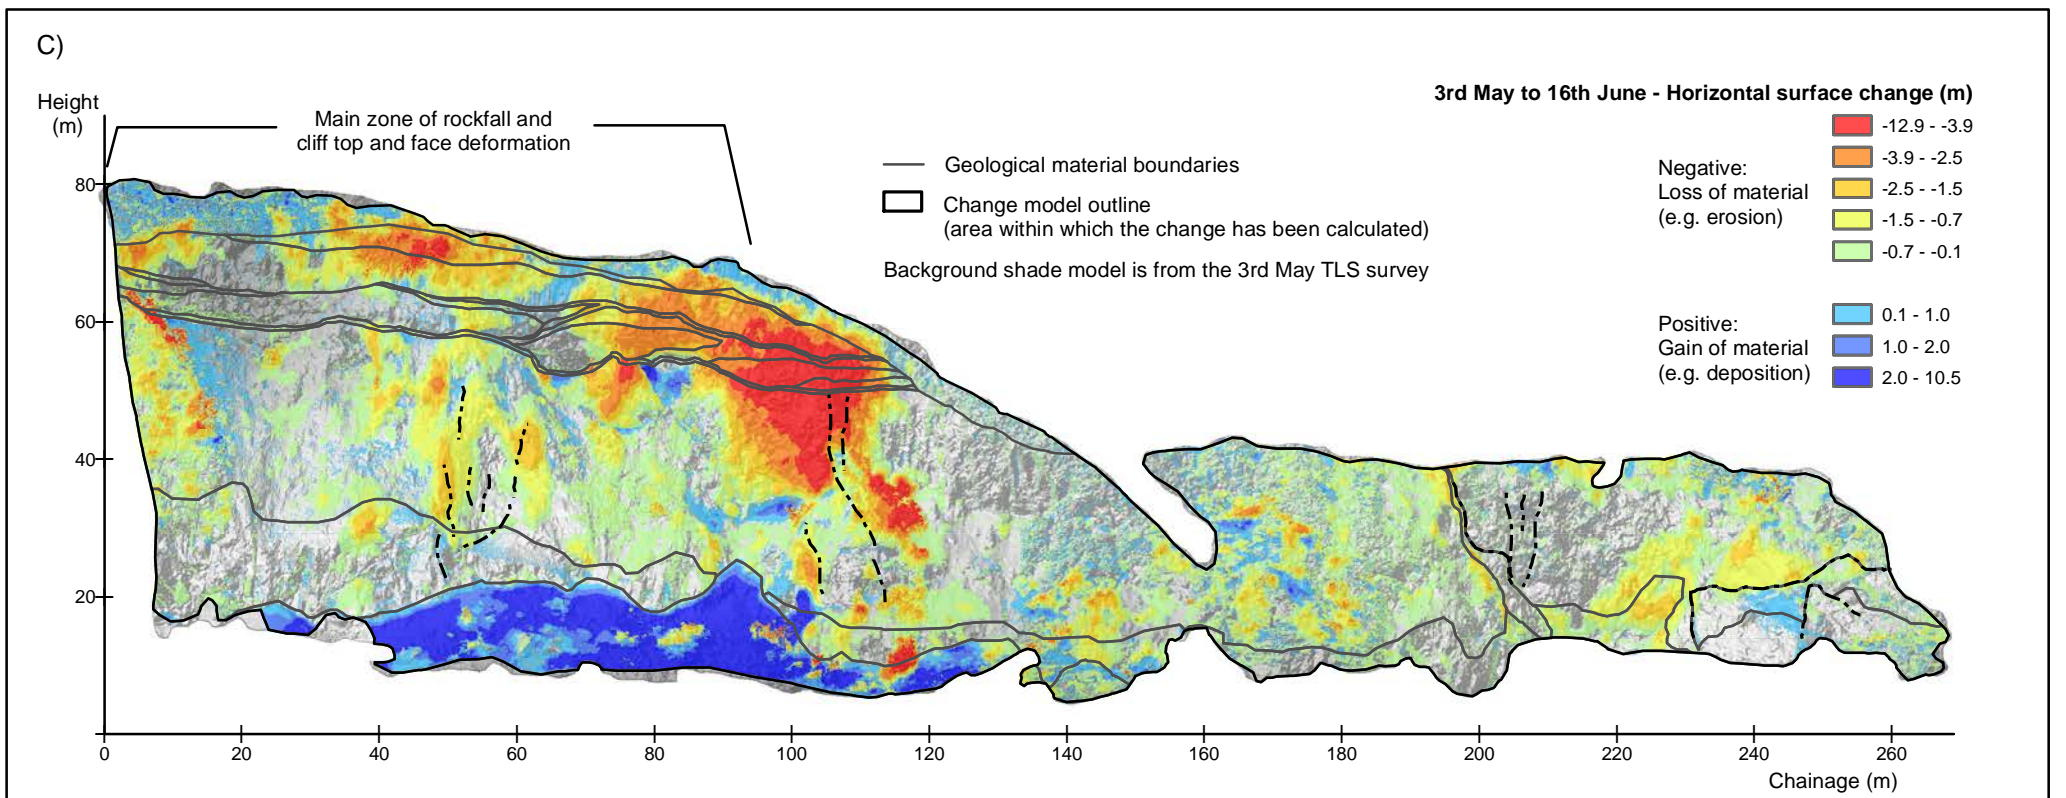 C)
Height
(m)
Main zone of rockfall and
cliff top and face deformation
Geological material boundaries
Change model outline
(area within which the change has been calculated)
Background shade model is from the 3rd May TLS survey
3rd May to 16th June - Horizontal surface change (m)
Negative:
Loss of material
(e.g. erosion)
-12.9 - -3.9
-3.9 - -2.5
-2.5 - -1.5
-1.5 - -0.7
-0.7 - -0.1
Positive:
Gain of material
(e.g. deposition)
0.1 - 1.0
1.0 - 2.0
2.0 - 10.5
80
60
40
20
0 20 40 60 80 100 120 140 160 180 200 220 240 260
Chainage (m)